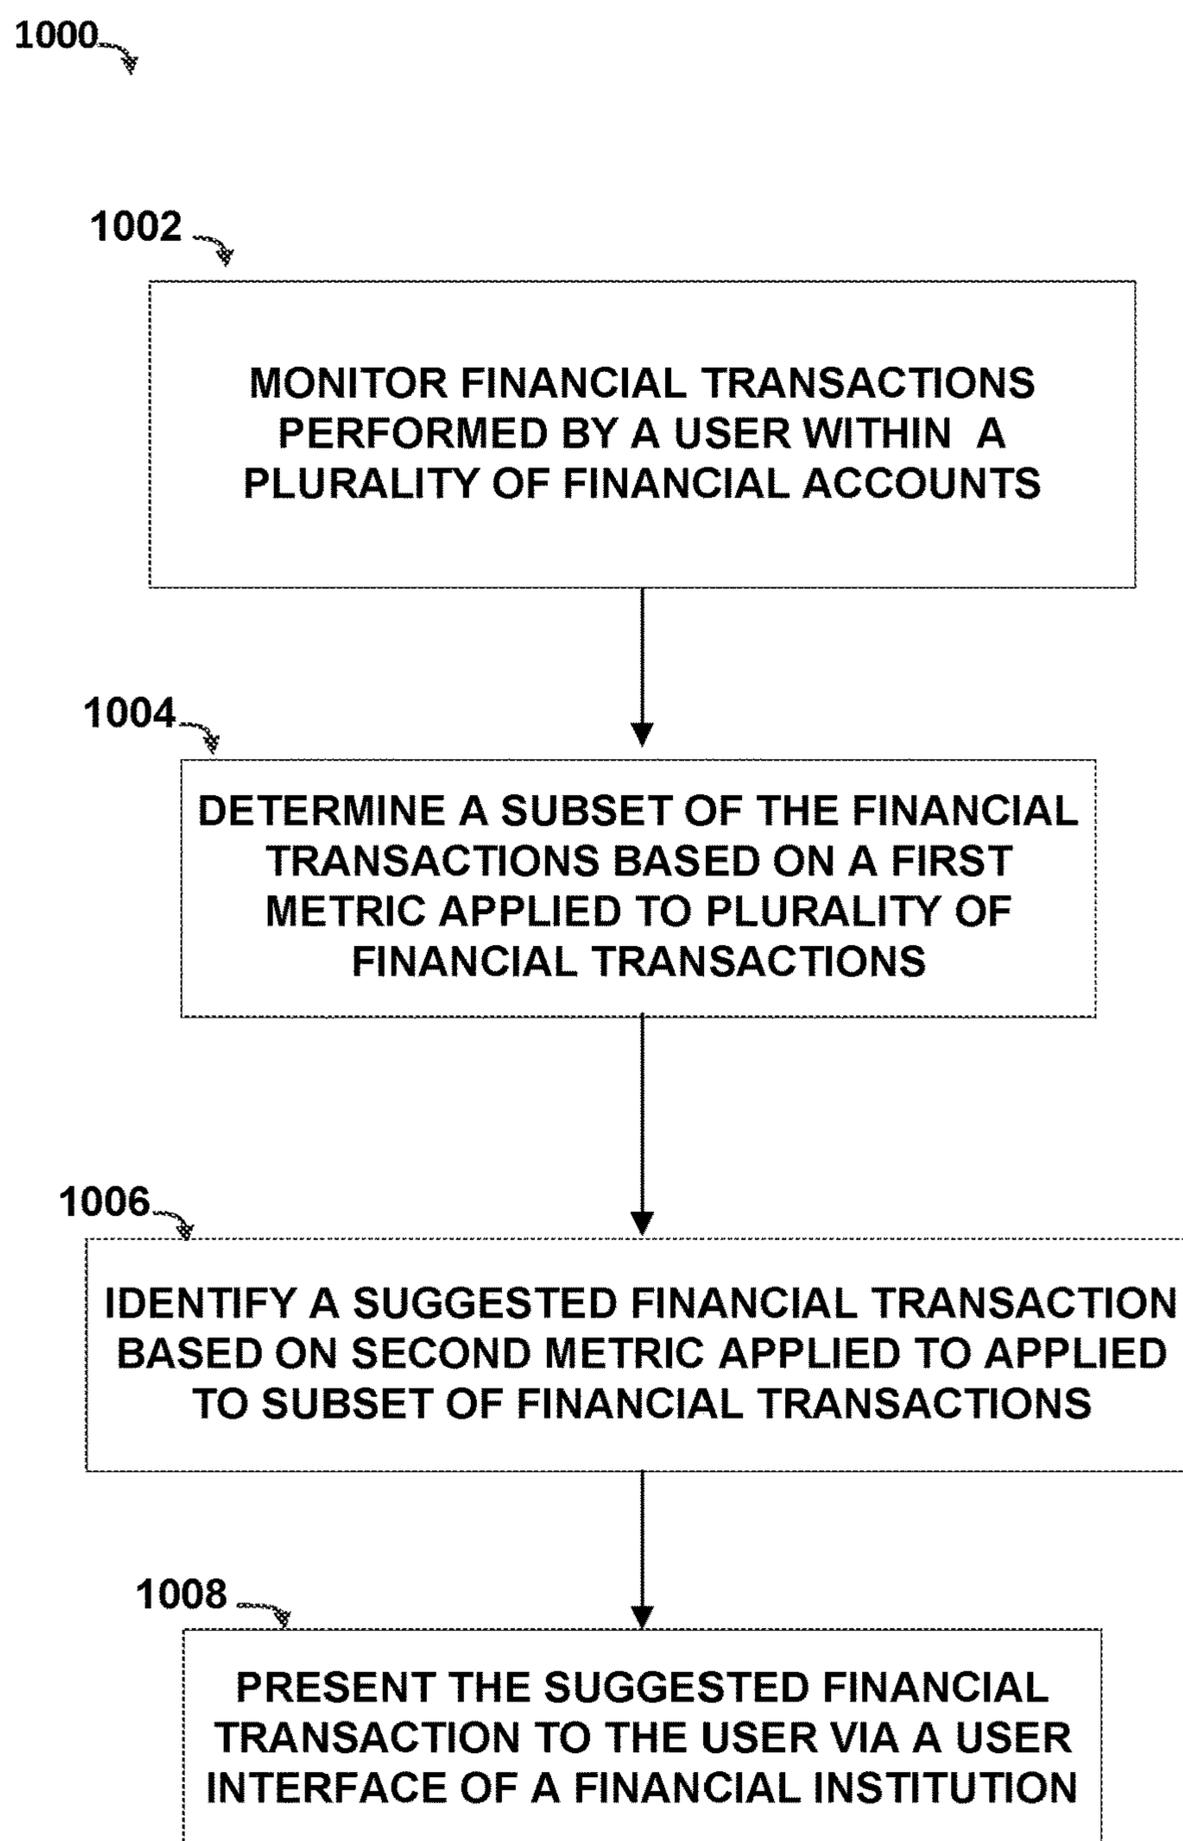 1000
1002
MONITOR FINANCIAL TRANSACTIONS
PERFORMED BY A USER WITHIN A
PLURALITY OF FINANCIAL ACCOUNTS
1004
DETERMINE A SUBSET OF THE FINANCIAL
TRANSACTIONS BASED ON A FIRST
METRIC APPLIED TO PLURALITY OF
FINANCIAL TRANSACTIONS
1006
IDENTIFY A SUGGESTED FINANCIAL TRANSACTION
BASED ON SECOND METRIC APPLIED TO APPLIED
TO SUBSET OF FINANCIAL TRANSACTIONS
1008
PRESENT THE SUGGESTED FINANCIAL
TRANSACTION TO THE USER VIA A USER
INTERFACE OF A FINANCIAL INSTITUTION